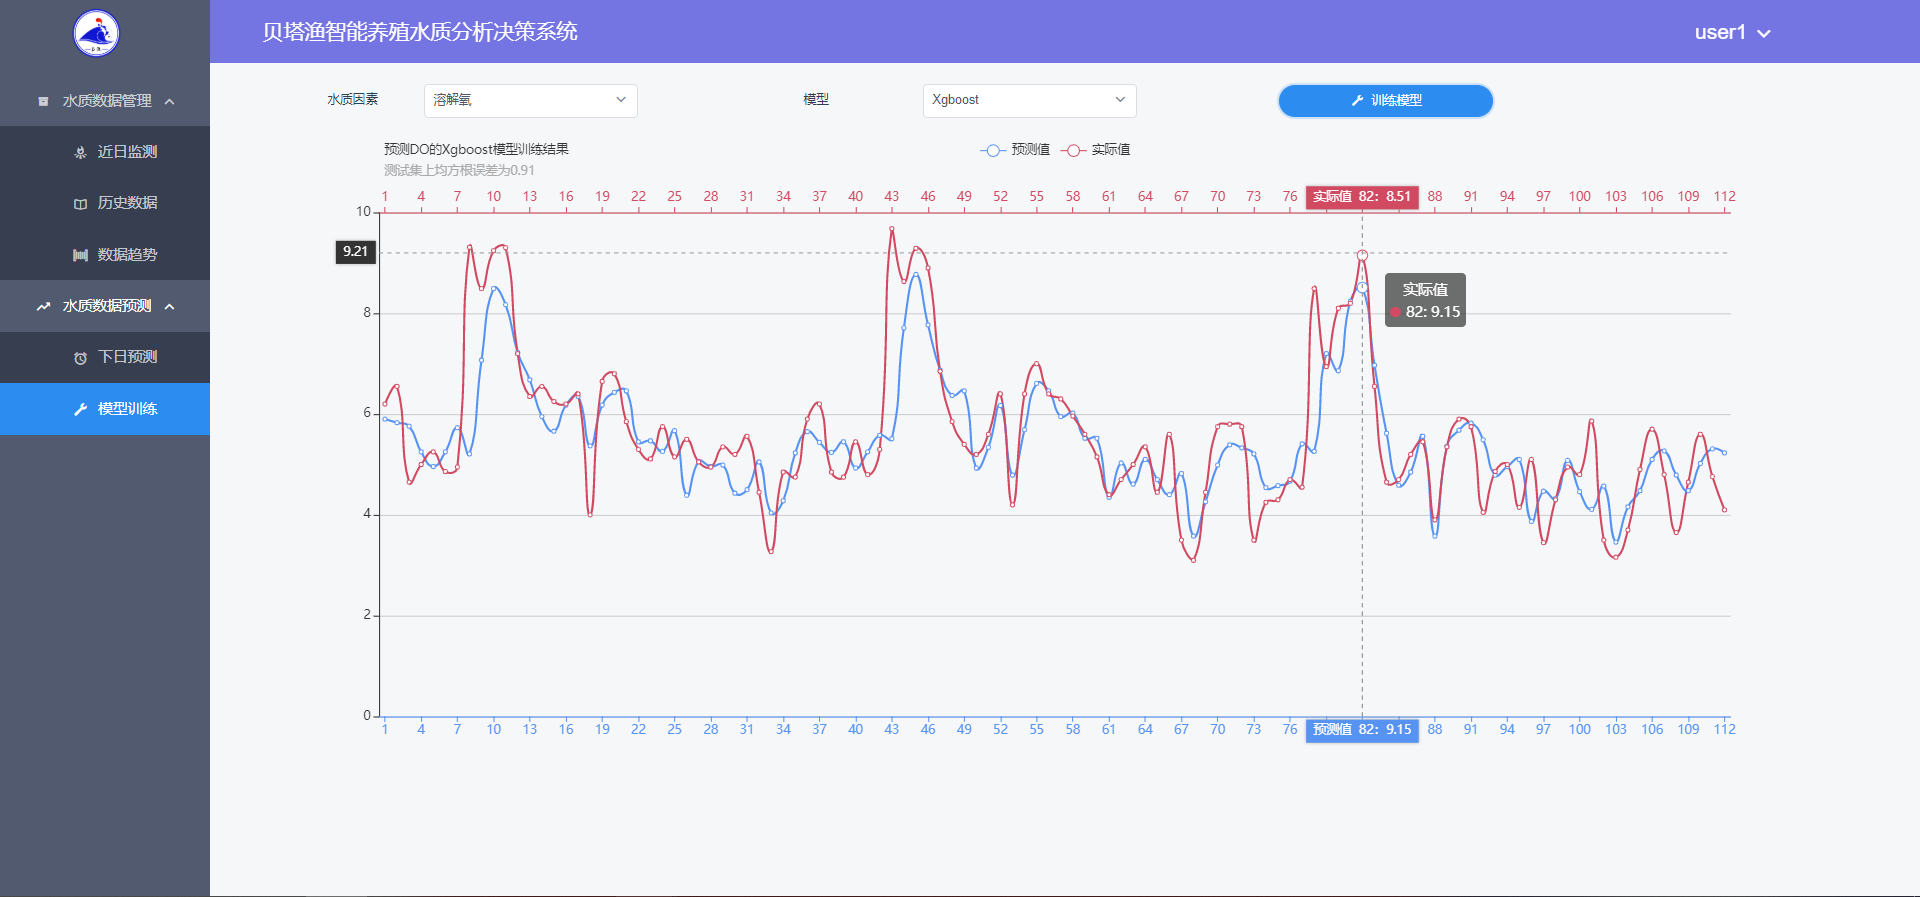 贝塔渔智能养殖水质分析决策系统
user1
水质数据管理
近日监测
历史数据
数据趋势
水质数据预测
下日预测
模型训练
水质因素
溶解氧
模型
Xgboost
训练模型
预测DO的Xgboost模型训练结果
测试集上均方根误差为0.91
预测值
实际值
1 4 7 10 13 16 19 22 25 28 31 34 37 40 43 46 49 52 55 58 61 64 67 70 73 76 实际值 82: 8.51 88 91 94 97 100 103 106 109 112
10
9.21
实际值
82: 9.15
8
6
4
2
0
1 4 7 10 13 16 19 22 25 28 31 34 37 40 43 46 49 52 55 58 61 64 67 70 73 76 预测值 82: 9.15 88 91 94 97 100 103 106 109 112